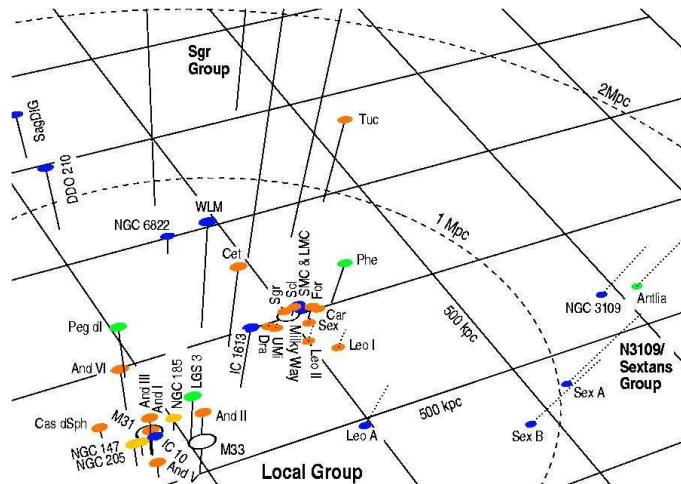 Sgr
Group
2Mpc
SagDIG
Tuc
DDO 210
WLM
NGC 6822
1 Mpc
Cet
Sgr
Scl
SMC & LMC
For
Phe
NGC 3109
Antlia
Peg dI
IC 1613
Dra
UMi
Milky Way
Car
Sex
Leo II
Leo I
500 kpc
N3109/
Sextans
Group
And VI
And III
And I
NGC 185
LGS 3
And II
500 kpc
Sex A
Cas dSph
M31
NGC 147
NGC 205
IC 10
And V
M33
Leo A
Sex B
Local Group